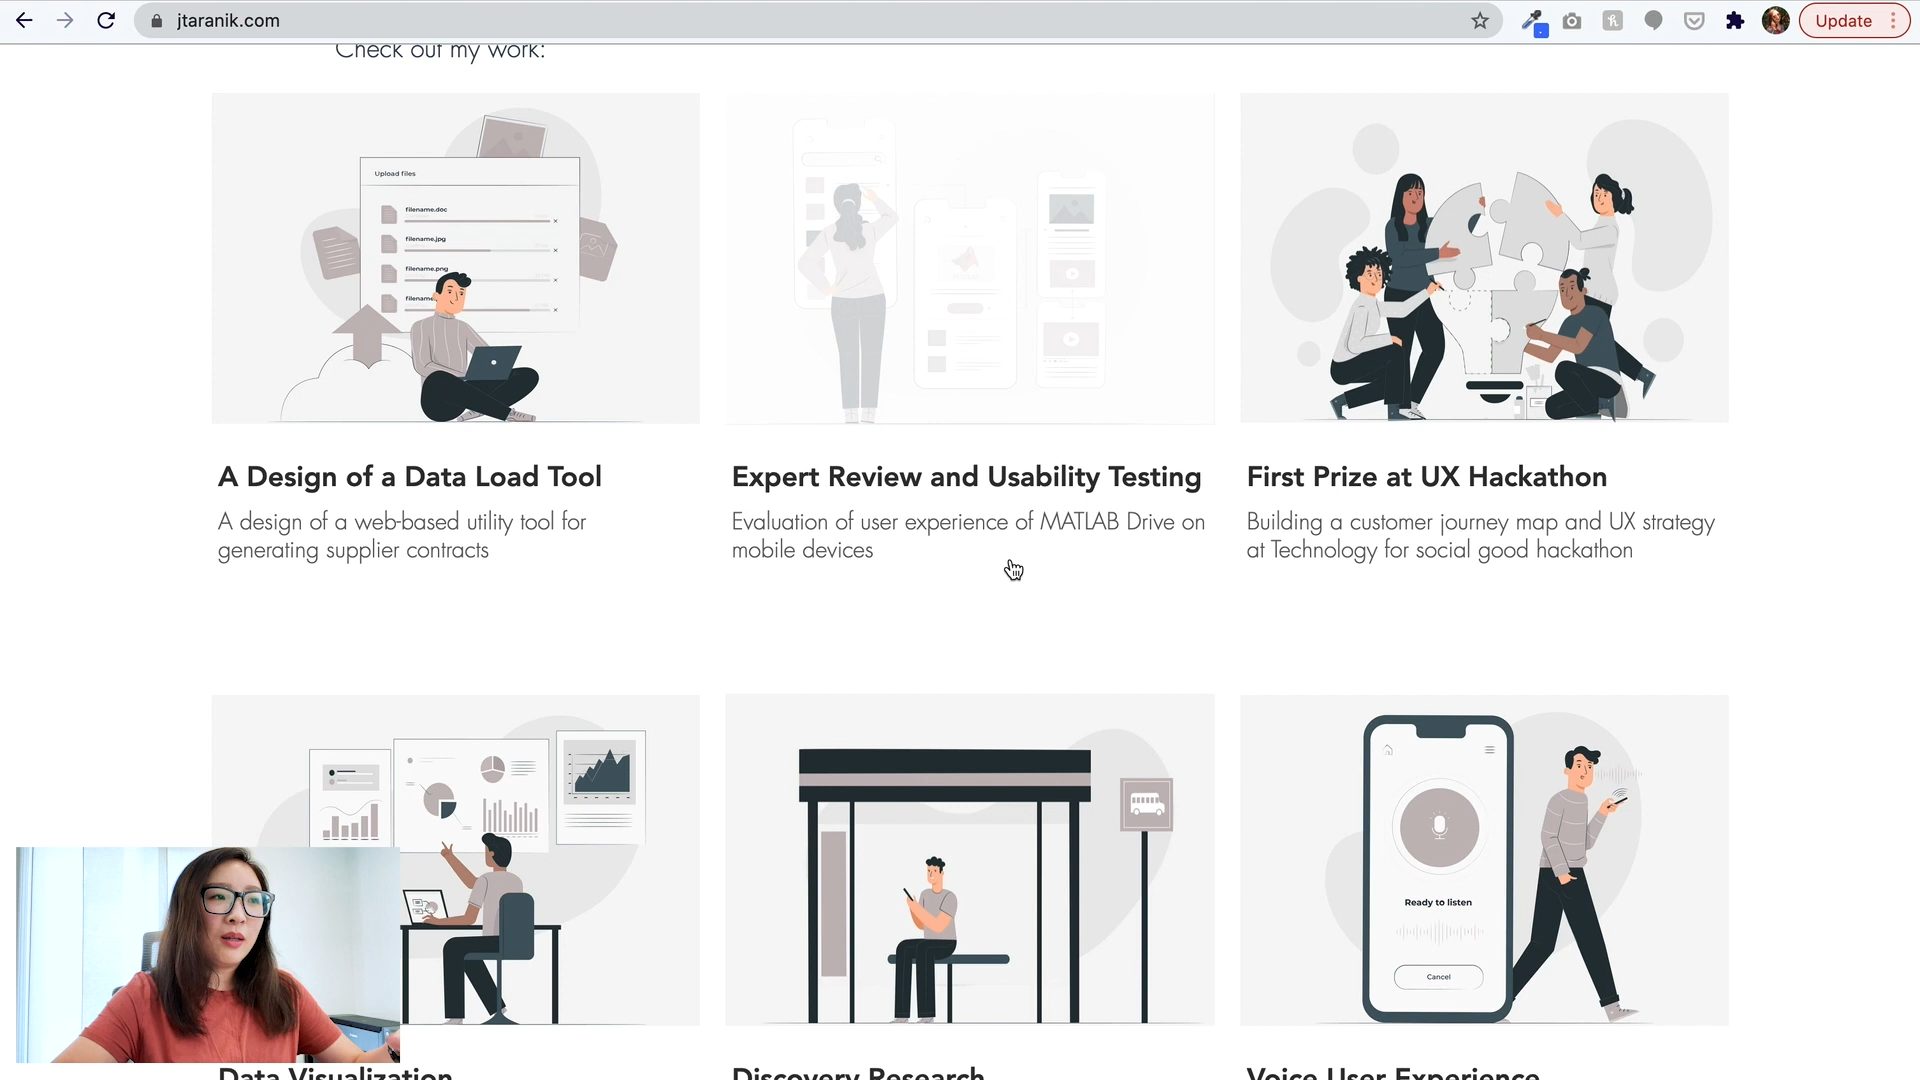 jtaranik.com
Update
Check out my work:
Upload files
filename.doc
filename.jpg
filename.png
A Design of a Data Load Tool
A design of a web-based utility tool for
generating supplier contracts
Expert Review and Usability Testing
Evaluation of user experience of MATLAB Drive on
mobile devices
First Prize at UX Hackathon
Building a customer journey map and UX strategy
at Technology for social good hackathon
Ready to listen
Cancel
Data Visualization
Discovery Research
Voice User Experience